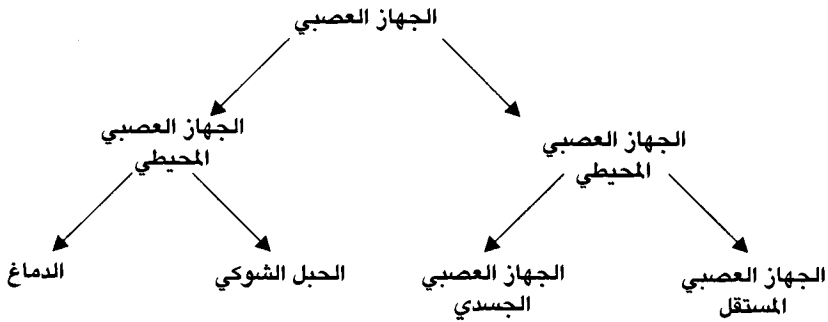 الجهاز العصبي
الجهاز العصبي
المحيطي
الجهاز العصبي
المحيطي
الجهاز العصبي
المستقل
الجهاز العصبي
الجسدي
الحبل الشوكي
الدماغ